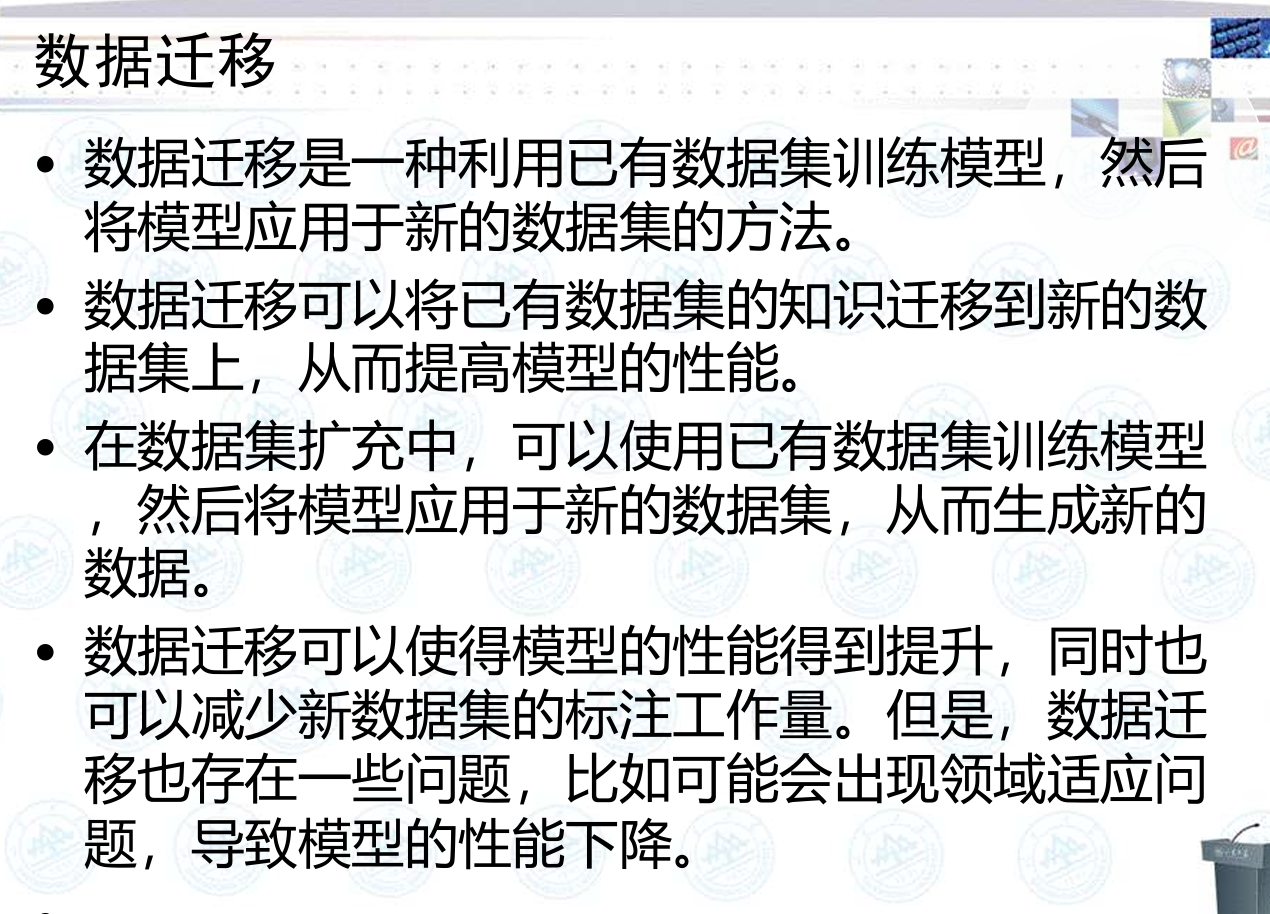 数据迁移
• 数据迁移是一种利用已有数据集训练模型，然后
将模型应用于新的数据集的方法。
• 数据迁移可以将已有数据集的知识迁移到新的数
据集上，从而提高模型的性能。
• 在数据集扩充中，可以使用已有数据集训练模型
，然后将模型应用于新的数据集，从而生成新的
数据。
• 数据迁移可以使得模型的性能得到提升，同时也
可以减少新数据集的标注工作量。但是，数据迁
移也存在一些问题，比如可能会出现领域适应问
题，导致模型的性能下降。